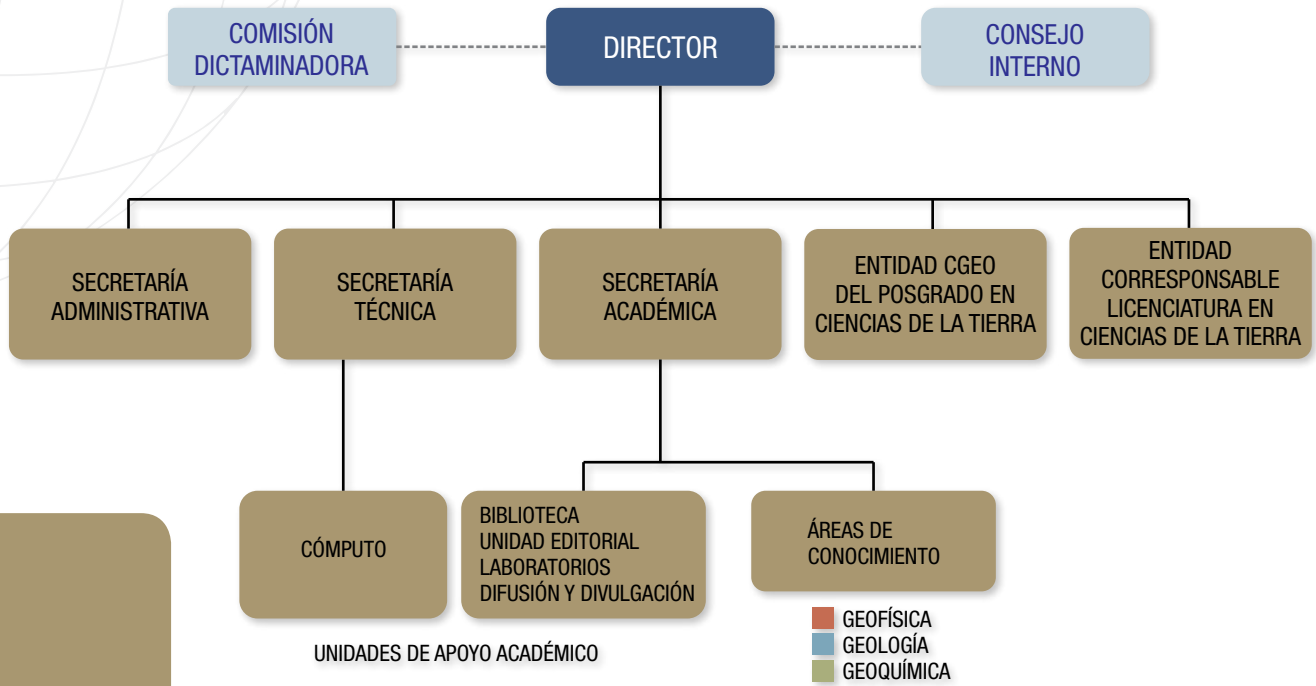 COMISIÓN
DICTAMINADORA
DIRECTOR
CONSEJO
INTERNO
SECRETARÍA
ADMINISTRATIVA
SECRETARÍA
TÉCNICA
SECRETARÍA
ACADÉMICA
ENTIDAD CGEO
DEL POSGRADO EN
CIENCIAS DE LA TIERRA
ENTIDAD
CORRESPONSABLE
LICENCIATURA EN
CIENCIAS DE LA TIERRA
CÓMPUTO
BIBLIOTECA
UNIDAD EDITORIAL
LABORATORIOS
DIFUSIÓN Y DIVULGACIÓN
ÁREAS DE
CONOCIMIENTO
UNIDADES DE APOYO ACADÉMICO
GEOFÍSICA
GEOLOGÍA
GEOQUÍMICA